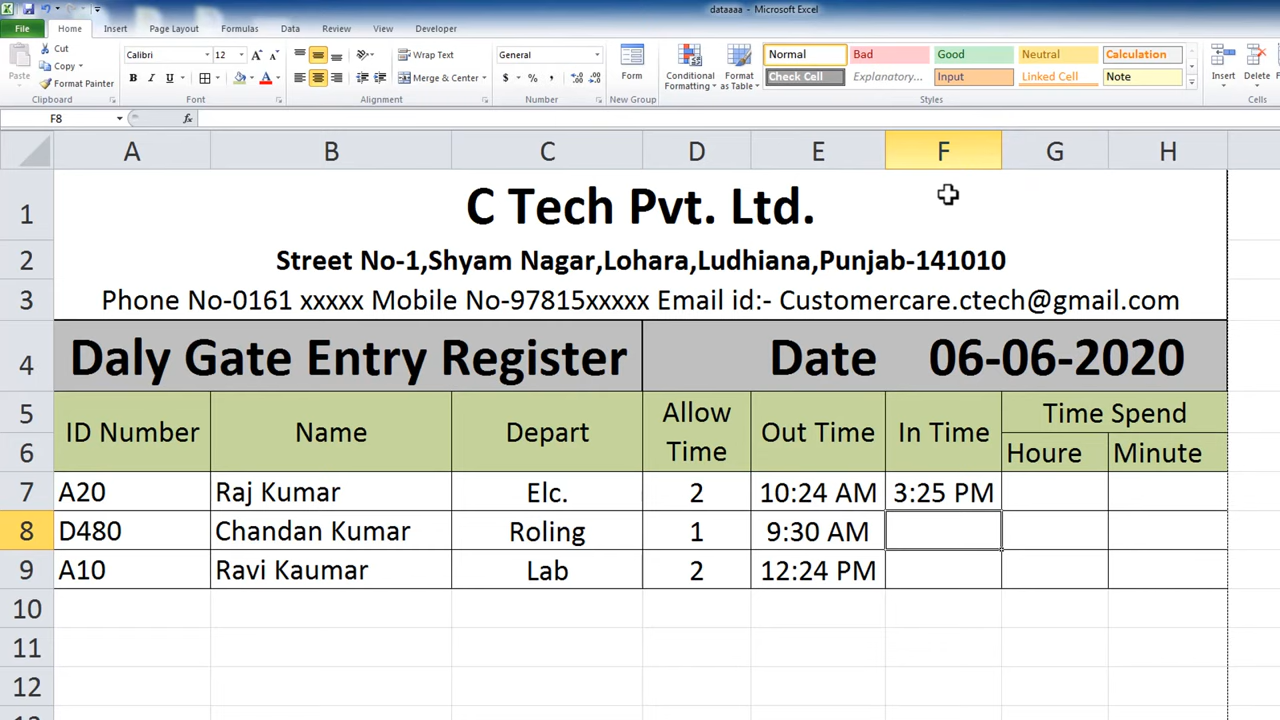 dataaaa - Microsoft Excel
File Home Insert Page Layout Formulas Data Review View Developer
Cut
Copy
Format Painter
Paste
Clipboard
Calibri 12
B I U
Font
Wrap Text
Merge & Center
Alignment
General
$ % ,
Number
Form
New Group
Conditional Formatting
Format as Table
Normal Bad Good Neutral Calculation
Check Cell Explanatory... Input Linked Cell Note
Styles
Insert Delete
Cells
F8 fx
A B C D E F G H
1 C Tech Pvt. Ltd.
2 Street No-1,Shyam Nagar,Lohara,Ludhiana,Punjab-141010
3 Phone No-0161 xxxxx Mobile No-97815xxxxx Email id:- Customercare.ctech@gmail.com
4 Daly Gate Entry Register Date 06-06-2020
5 ID Number Name Depart Allow Time Out Time In Time Time Spend
6 Houre Minute
7 A20 Raj Kumar Elc. 2 10:24 AM 3:25 PM
8 D480 Chandan Kumar Roling 1 9:30 AM
9 A10 Ravi Kaumar Lab 2 12:24 PM
10
11
12